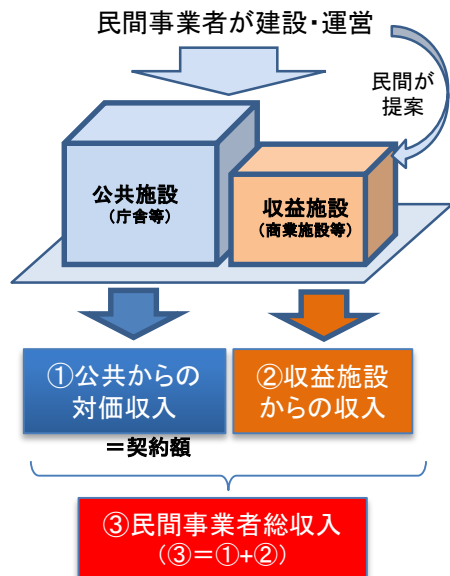 民間事業者が建設・運営
民間が
提案
公共施設
（庁舎等）
収益施設
（商業施設等）
①公共からの
対価収入
②収益施設
からの収入
＝契約額
③民間事業者総収入
（③＝①+②）